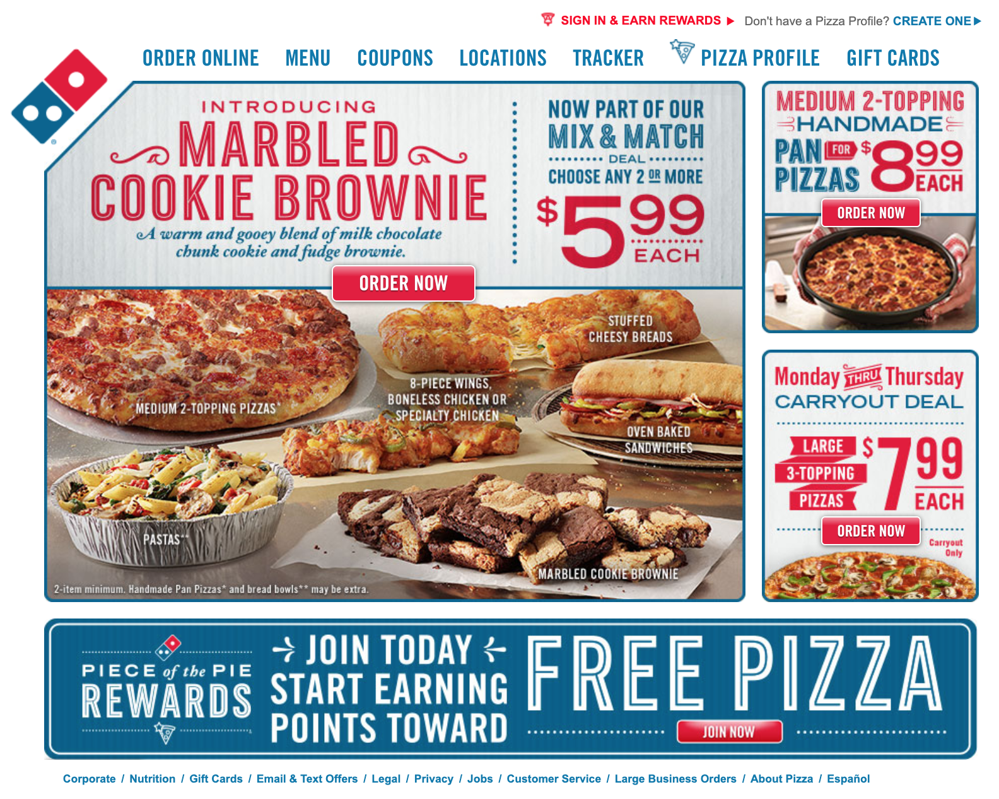 SIGN IN & EARN REWARDS
Don't have a Pizza Profile? CREATE ONE
ORDER ONLINE
MENU
COUPONS
LOCATIONS
TRACKER
PIZZA PROFILE
GIFT CARDS
INTRODUCING
MARBLED
COOKIE BROWNIE
A warm and gooey blend of milk chocolate
chunk cookie and fudge brownie.
NOW PART OF OUR
MIX & MATCH
DEAL
CHOOSE ANY 2 OR MORE
$5 99
EACH
ORDER NOW
STUFFED
CHEESY BREADS
8-PIECE WINGS,
BONELESS CHICKEN OR
SPECIALTY CHICKEN
MEDIUM 2-TOPPING PIZZAS*
OVEN BAKED
SANDWICHES
PASTAS**
MARBLED COOKIE BROWNIE
2-item minimum. Handmade Pan Pizzas* and bread bowls** may be extra.
MEDIUM 2-TOPPING
HANDMADE
PAN FOR $8 99
PIZZAS EACH
ORDER NOW
Monday THRU Thursday
CARRYOUT DEAL
LARGE
3-TOPPING
PIZZAS
$7 99
EACH
ORDER NOW
Carryout
Only
PIECE of the PIE
REWARDS
JOIN TODAY
START EARNING
POINTS TOWARD
FREE PIZZA
JOIN NOW
Corporate / Nutrition / Gift Cards / Email & Text Offers / Legal / Privacy / Jobs / Customer Service / Large Business Orders / About Pizza / Español